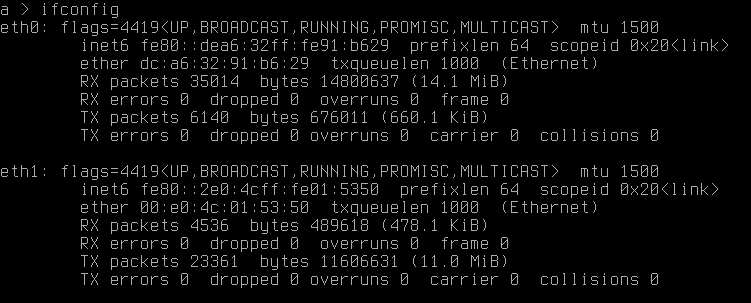 a > ifconfig
eth0: flags=4419<UP,BROADCAST,RUNNING,PROMISC,MULTICAST>  mtu 1500
        inet6 fe80::dea6:32ff:fe91:b629  prefixlen 64  scopeid 0x20<link>
        ether dc:a6:32:91:b6:29  txqueuelen 1000  (Ethernet)
        RX packets 35014  bytes 14800637 (14.1 MiB)
        RX errors 0  dropped 0  overruns 0  frame 0
        TX packets 6140  bytes 676011 (660.1 KiB)
        TX errors 0  dropped 0 overruns 0  carrier 0  collisions 0

eth1: flags=4419<UP,BROADCAST,RUNNING,PROMISC,MULTICAST>  mtu 1500
        inet6 fe80::2e0:4cff:fe01:5350  prefixlen 64  scopeid 0x20<link>
        ether 00:e0:4c:01:53:50  txqueuelen 1000  (Ethernet)
        RX packets 4536  bytes 489618 (478.1 KiB)
        RX errors 0  dropped 0  overruns 0  frame 0
        TX packets 23361  bytes 11606631 (11.0 MiB)
        TX errors 0  dropped 0 overruns 0  carrier 0  collisions 0